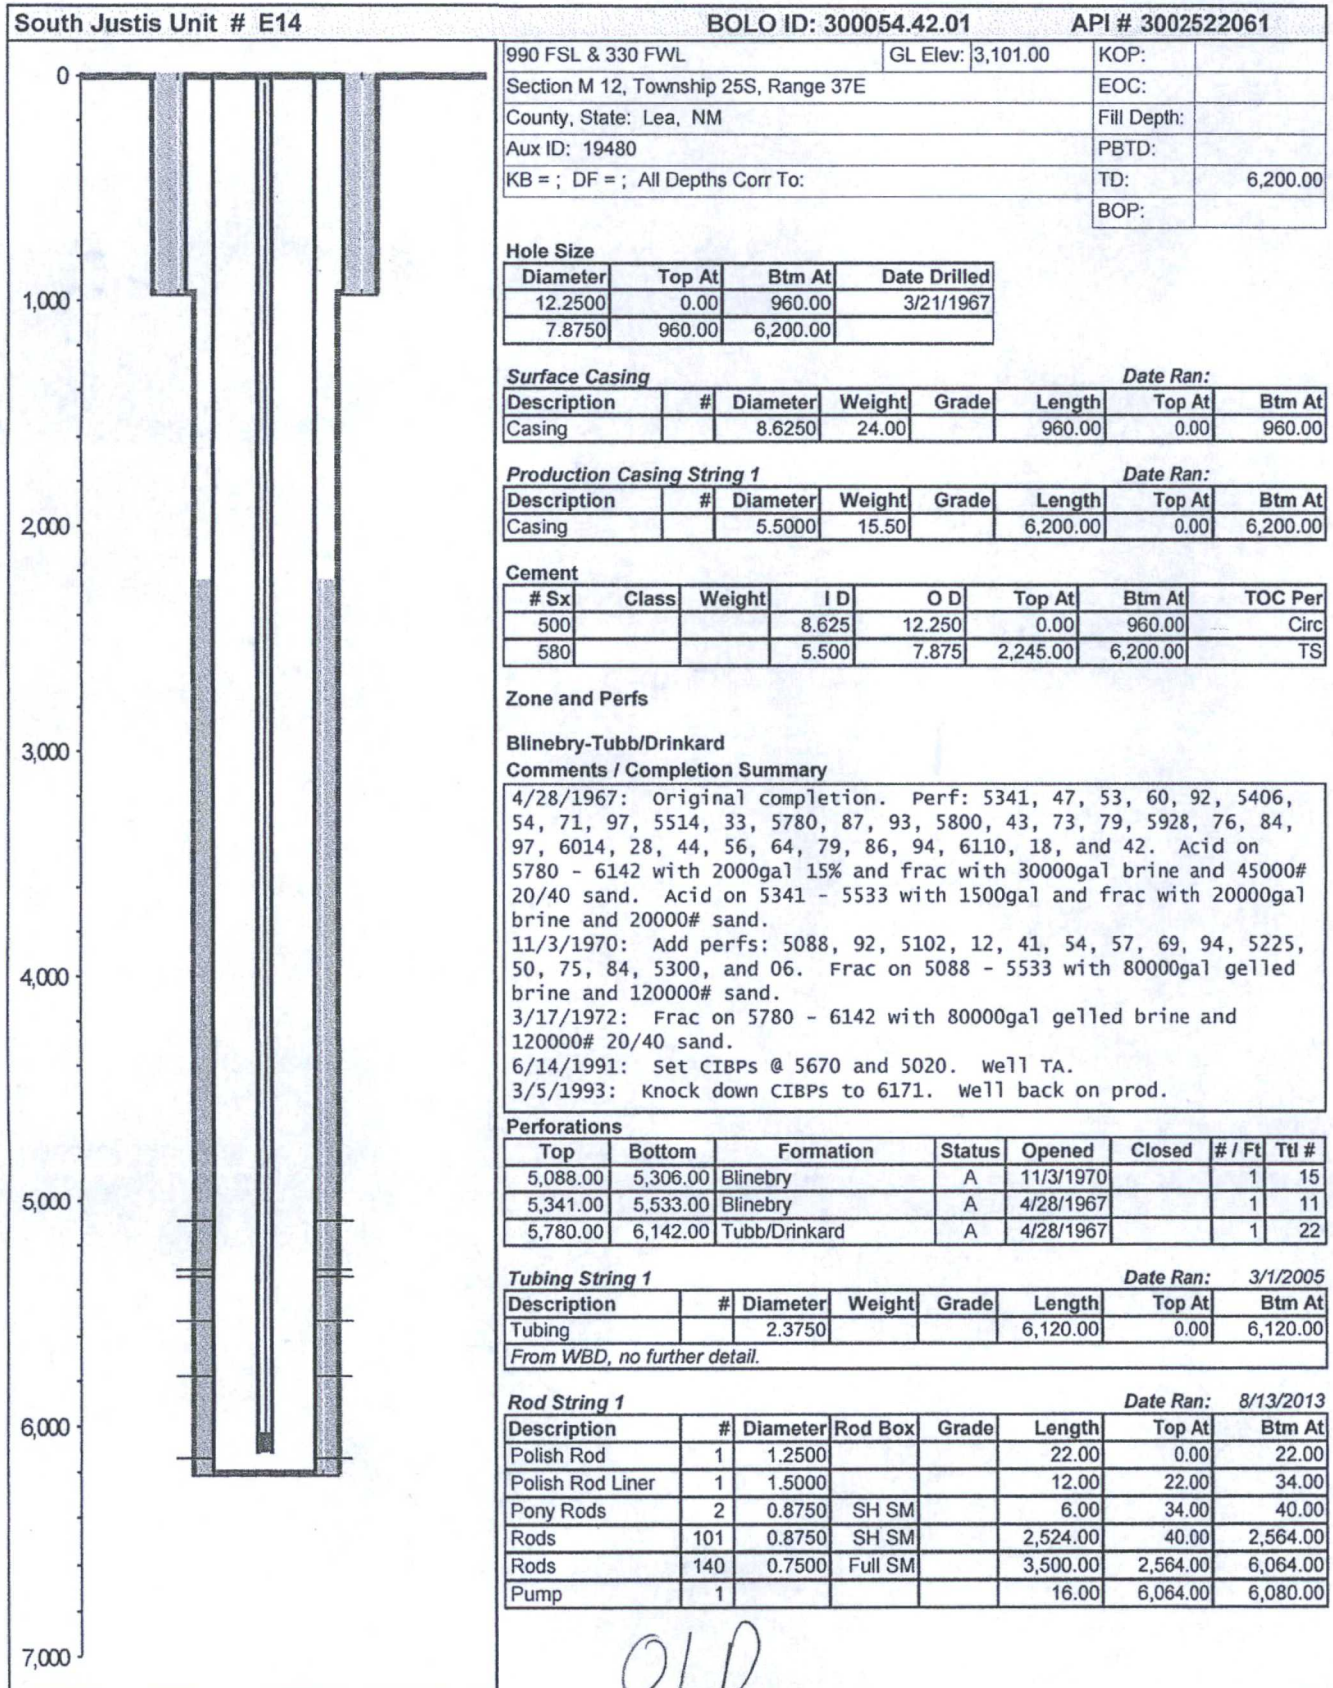 South Justis Unit # E14 BOLO ID: 300054.42.01 API # 3002522061
990 FSL & 330 FWL GL Elev: 3,101.00 KOP:
Section M 12, Township 25S, Range 37E EOC:
County, State: Lea, NM Fill Depth:
Aux ID: 19480 PBTD:
KB = ; DF = ; All Depths Corr To: TD: 6,200.00
BOP:
0
1,000
2,000
3,000
4,000
5,000
6,000
7,000
Hole Size
Diameter Top At Btm At Date Drilled
12.2500 0.00 960.00 3/21/1967
7.8750 960.00 6,200.00
Surface Casing Date Ran:
Description # Diameter Weight Grade Length Top At Btm At
Casing 8.6250 24.00 960.00 0.00 960.00
Production Casing String 1 Date Ran:
Description # Diameter Weight Grade Length Top At Btm At
Casing 5.5000 15.50 6,200.00 0.00 6,200.00
Cement
# Sx Class Weight I D O D Top At Btm At TOC Per
500 8.625 12.250 0.00 960.00 Circ
580 5.500 7.875 2,245.00 6,200.00 TS
Zone and Perfs
Blinebry-Tubb/Drinkard
Comments / Completion Summary
4/28/1967: Original completion. Perf: 5341, 47, 53, 60, 92, 5406,
54, 71, 97, 5514, 33, 5780, 87, 93, 5800, 43, 73, 79, 5928, 76, 84,
97, 6014, 28, 44, 56, 64, 79, 86, 94, 6110, 18, and 42. Acid on
5780 - 6142 with 2000gal 15% and frac with 30000gal brine and 45000#
20/40 sand. Acid on 5341 - 5533 with 1500gal and frac with 20000gal
brine and 20000# sand.
11/3/1970: Add perfs: 5088, 92, 5102, 12, 41, 54, 57, 69, 94, 5225,
50, 75, 84, 5300, and 06. Frac on 5088 - 5533 with 80000gal gelled
brine and 120000# sand.
3/17/1972: Frac on 5780 - 6142 with 80000gal gelled brine and
120000# 20/40 sand.
6/14/1991: Set CIBPs @ 5670 and 5020. Well TA.
3/5/1993: Knock down CIBPs to 6171. Well back on prod.
Perforations
Top Bottom Formation Status Opened Closed # / Ft Ttl #
5,088.00 5,306.00 Blinebry A 11/3/1970 1 15
5,341.00 5,533.00 Blinebry A 4/28/1967 1 11
5,780.00 6,142.00 Tubb/Drinkard A 4/28/1967 1 22
Tubing String 1 Date Ran: 3/1/2005
Description # Diameter Weight Grade Length Top At Btm At
Tubing 2.3750 6,120.00 0.00 6,120.00
From WBD, no further detail.
Rod String 1 Date Ran: 8/13/2013
Description # Diameter Rod Box Grade Length Top At Btm At
Polish Rod 1 1.2500 22.00 0.00 22.00
Polish Rod Liner 1 1.5000 12.00 22.00 34.00
Pony Rods 2 0.8750 SH SM 6.00 34.00 40.00
Rods 101 0.8750 SH SM 2,524.00 40.00 2,564.00
Rods 140 0.7500 Full SM 3,500.00 2,564.00 6,064.00
Pump 1 16.00 6,064.00 6,080.00
OLD